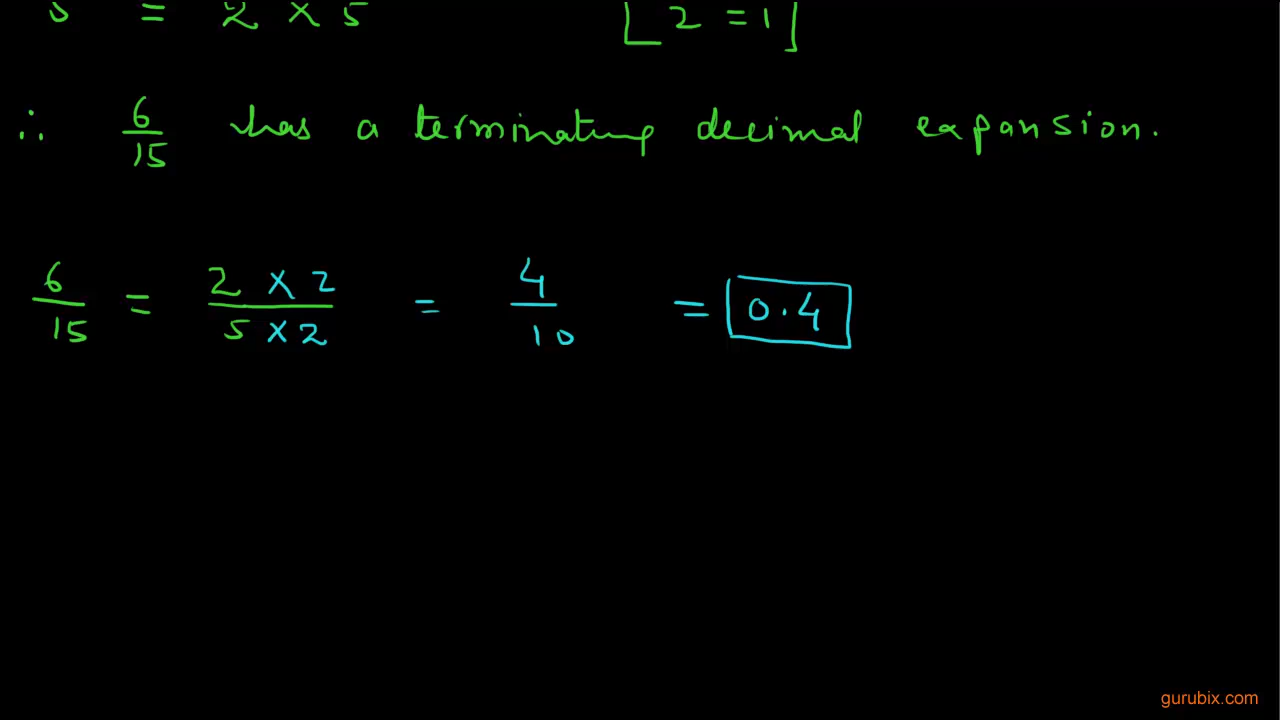 5 = 2 × 5 [2 = 1]
∴ 6/15 has a terminating decimal expansion.
6/15 = 2 × 2/5 × 2 = 4/10 = 0.4
gurubix.com